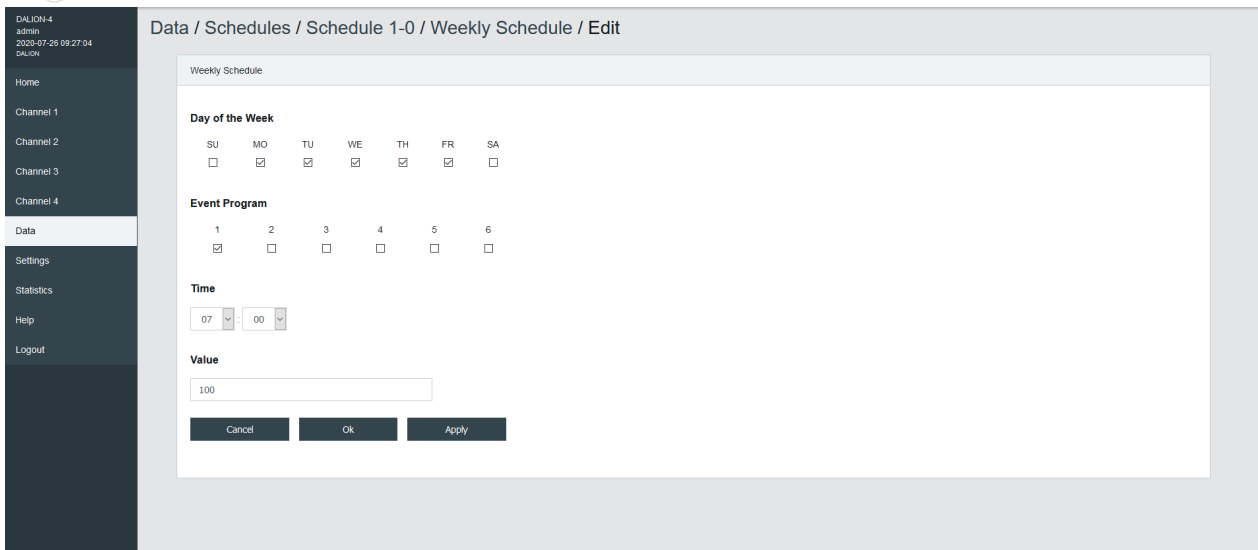 DALION-4
admin
2020-07-26 09:27:04
DALION
Home
Channel 1
Channel 2
Channel 3
Channel 4
Data
Settings
Statistics
Help
Logout
Data / Schedules / Schedule 1-0 / Weekly Schedule / Edit
Weekly Schedule
Day of the Week
SU MO TU WE TH FR SA
Event Program
1 2 3 4 5 6
Time
07 : 00
Value
100
Cancel Ok Apply